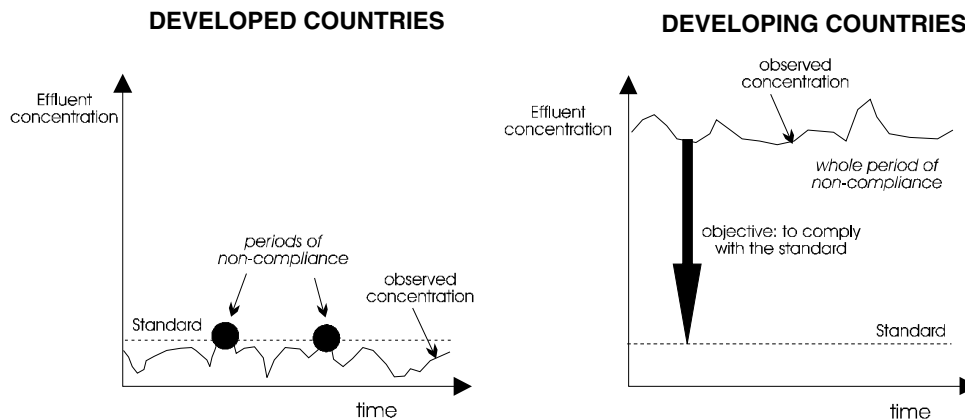 DEVELOPED COUNTRIES
Effluent
concentration
periods of
non-compliance
observed
concentration
Standard
time
DEVELOPING COUNTRIES
observed
concentration
Effluent
concentration
whole period of
non-compliance
objective: to comply
with the standard
Standard
time